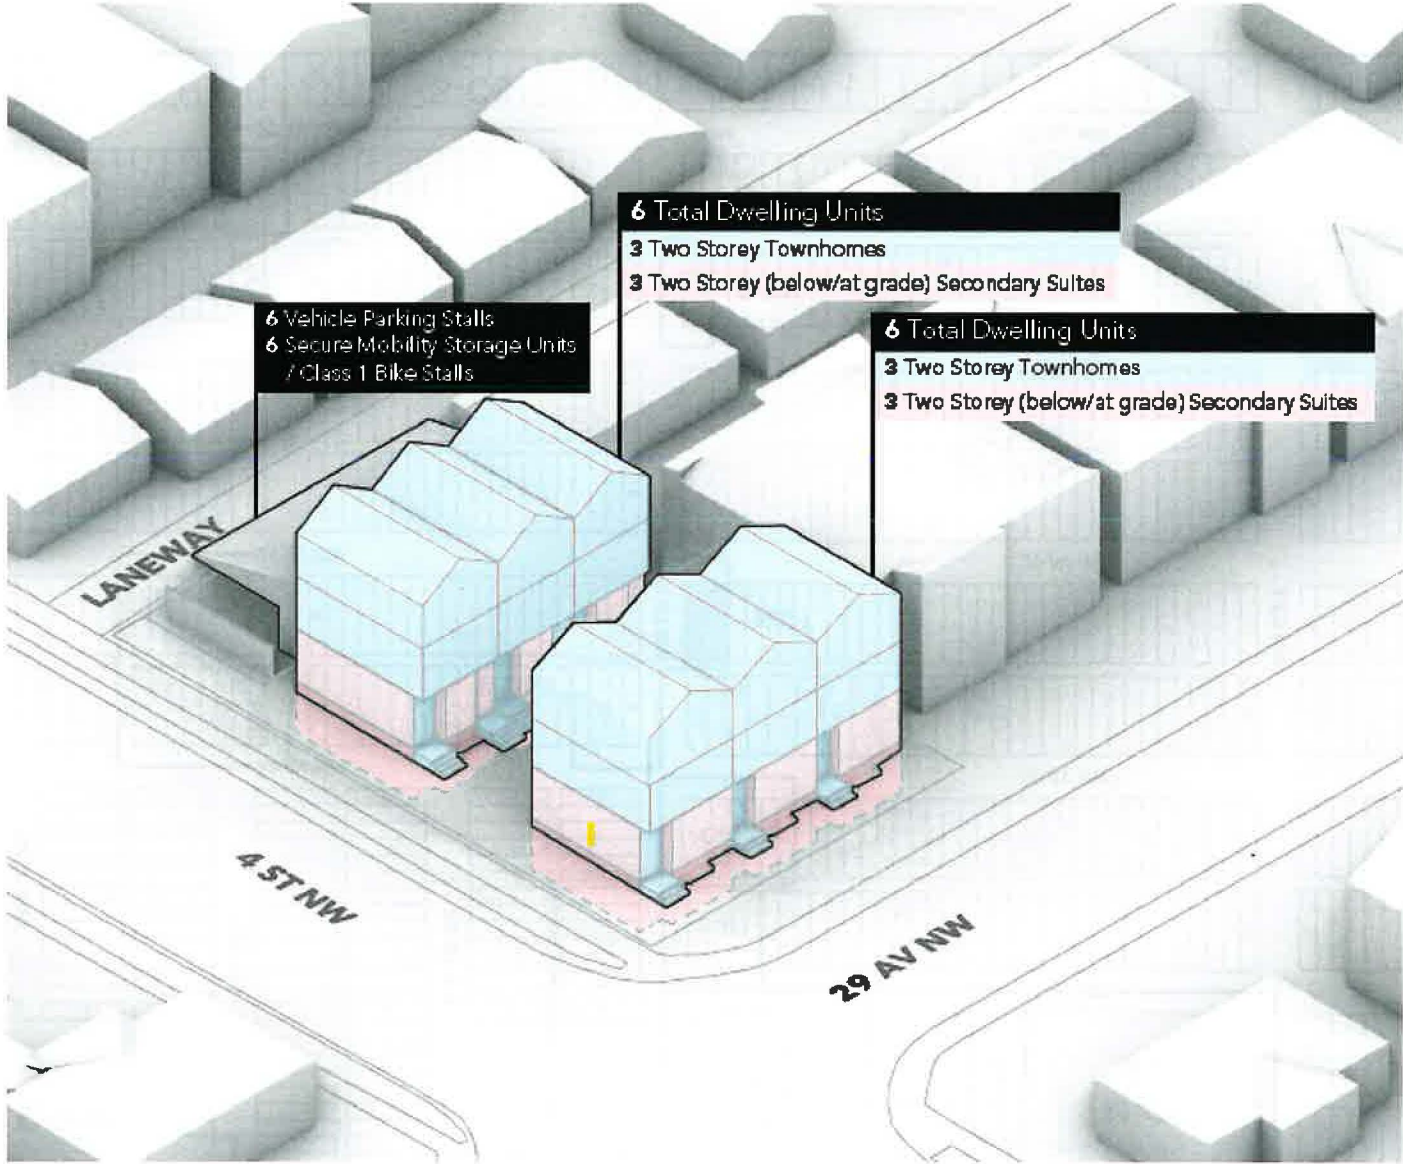 6 Total Dwelling Units
3 Two Storey Townhomes
3 Two Storey (below/at grade) Secondary Suites
6 Vehicle Parking Stalls
6 Secure Mobility Storage Units
/ Class 1 Bike Stalls
6 Total Dwelling Units
3 Two Storey Townhomes
3 Two Storey (below/at grade) Secondary Suites
LANEWAY
4 ST NW
29 AV NW